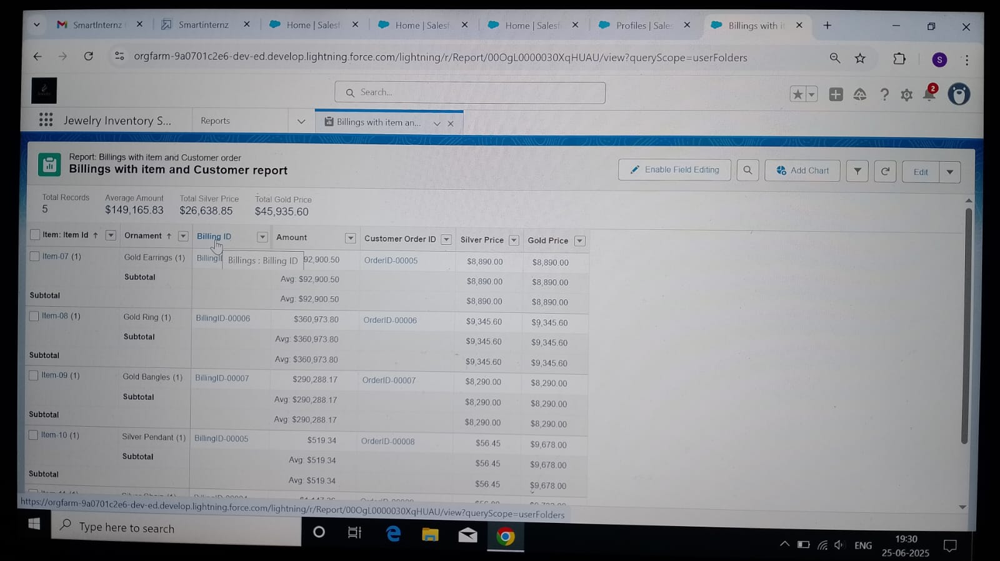 SmartInternz
Smartinternz
Home | Salesf
Home | Salesf
Home | Salesf
Profiles | Sales
Billings with it
orgfarm-9a0701c2e6-dev-ed.develop.lightning.force.com/lightning/r/Report/00OgL0000030XqHUAU/view?queryScope=userFolders
S
Search...
2
Jewelry Inventory S...
Reports
Billings with item an...
Report: Billings with item and Customer order
Billings with item and Customer report
Enable Field Editing
Add Chart
Edit
Total Records Average Amount Total Silver Price Total Gold Price
5 $149,165.83 $26,638.85 $45,935.60
Item: Item Id ↑ Ornament ↑ Billing ID Amount Customer Order ID Silver Price Gold Price
Item-07 (1) Gold Earrings (1) BillingI 92,900.50 OrderID-00005 $8,890.00 $8,890.00
Billings : Billing ID
Subtotal Avg: $92,900.50 $8,890.00 $8,890.00
Subtotal Avg: $92,900.50 $8,890.00 $8,890.00
Item-08 (1) Gold Ring (1) BillingID-00006 $360,973.80 OrderID-00006 $9,345.60 $9,345.60
Subtotal Avg: $360,973.80 $9,345.60 $9,345.60
Subtotal Avg: $360,973.80 $9,345.60 $9,345.60
Item-09 (1) Gold Bangles (1) BillingID-00007 $290,288.17 OrderID-00007 $8,290.00 $8,290.00
Subtotal Avg: $290,288.17 $8,290.00 $8,290.00
Subtotal Avg: $290,288.17 $8,290.00 $8,290.00
Item-10 (1) Silver Pendant (1) BillingID-00005 $519.34 OrderID-00008 $56.45 $9,678.00
Subtotal Avg: $519.34 $56.45 $9,678.00
Subtotal Avg: $519.34 $56.45 $9,678.00
https://orgfarm-9a0701c2e6-dev-ed.develop.lightning.force.com/lightning/r/Report/00OgL0000030XqHUAU/view?queryScope=userFolders
Type here to search
ENG
19:30
25-06-2025